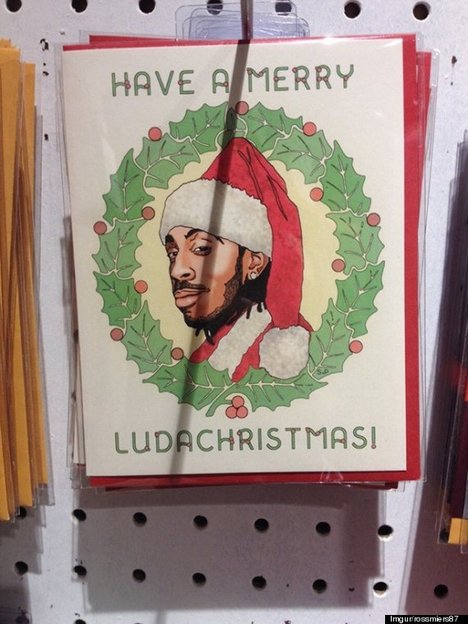 HAVE A MERRY
LUDACHRISTMAS!
Imgur/rossmiers87